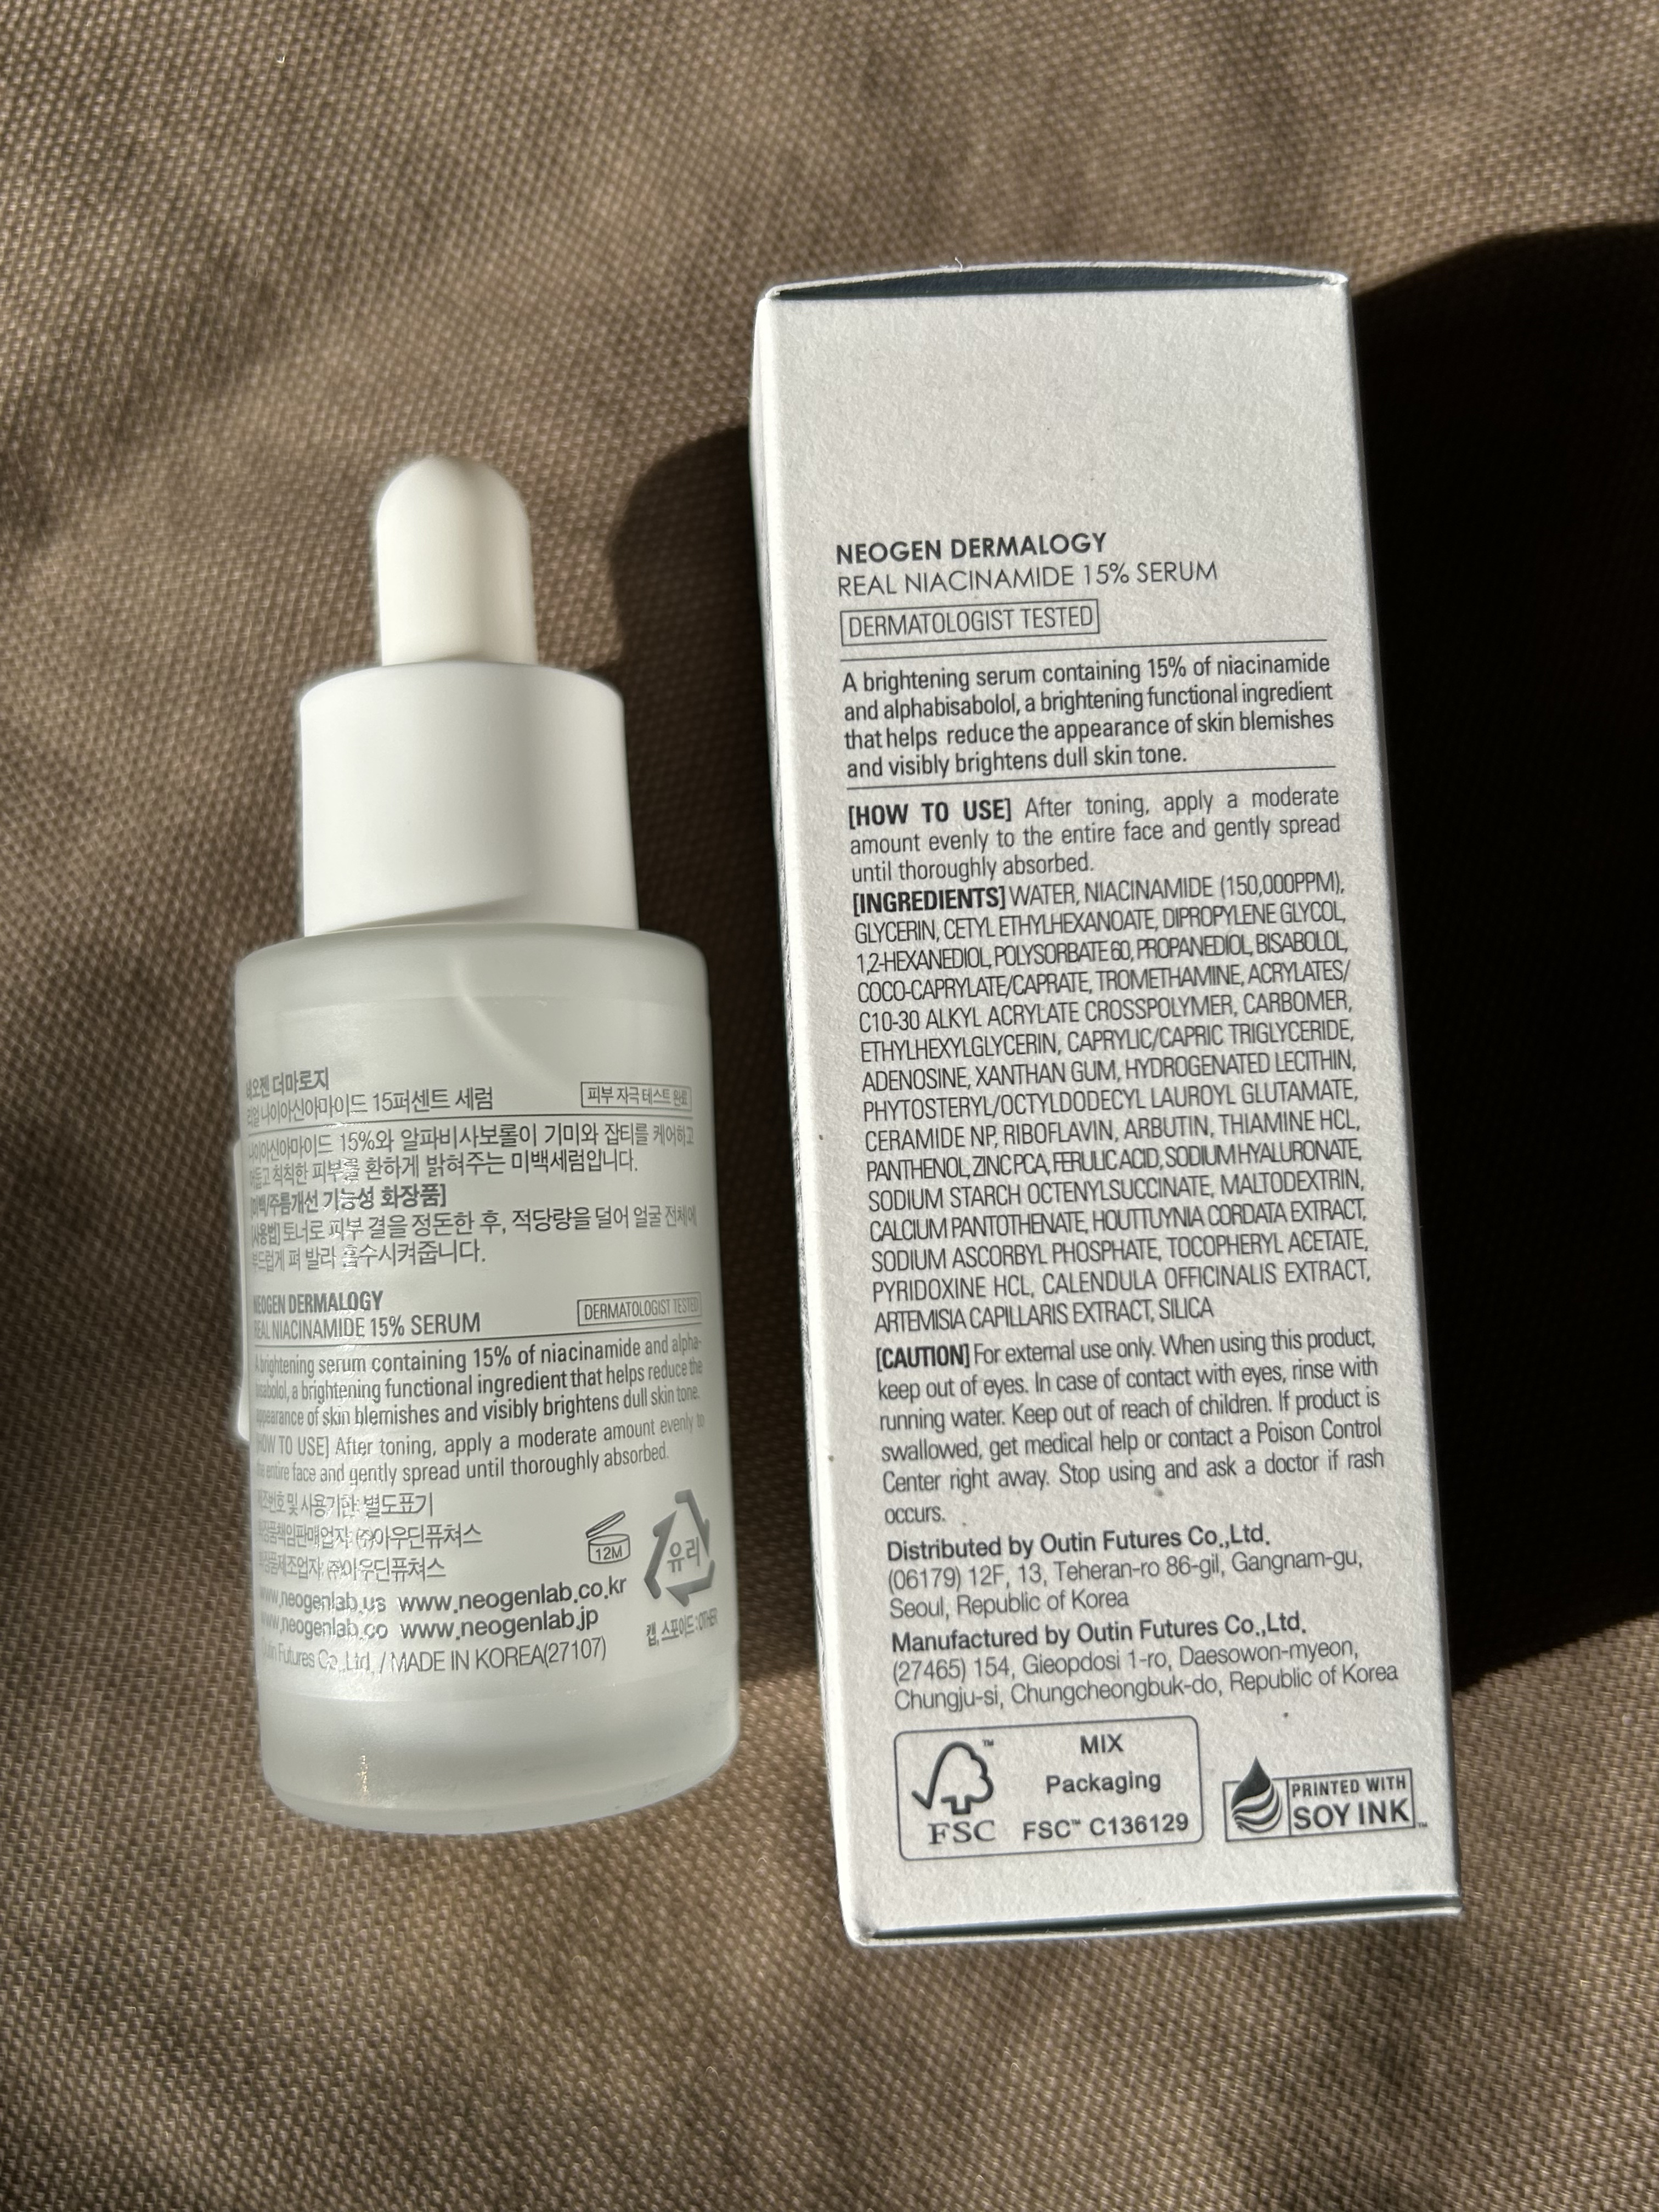 네오젠 더마로지
리얼 나이아신아마이드 15퍼센트 세럼
피부 자극 테스트 완료
나이아신아마이드 15%와 알파비사보롤이 기미와 잡티를 케어하고
어둡고 칙칙한 피부를 환하게 밝혀주는 미백세럼입니다.
[미백/주름개선 기능성 화장품]
[사용법] 토너로 피부 결을 정돈한 후, 적당량을 덜어 얼굴 전체에
부드럽게 펴 발라 흡수시켜줍니다.
NEOGEN DERMALOGY
REAL NIACINAMIDE 15% SERUM
DERMATOLOGIST TESTED
A brightening serum containing 15% of niacinamide and alpha-
bisabolol, a brightening functional ingredient that helps reduce the
appearance of skin blemishes and visibly brightens dull skin tone.
[HOW TO USE] After toning, apply a moderate amount evenly to
the entire face and gently spread until thoroughly absorbed.
제조번호 및 사용기한: 별도표기
화장품책임판매업자: ㈜아우딘퓨쳐스
화장품제조업자: ㈜아우딘퓨쳐스
12M
유리
캡, 스포이드: OTHER
www.neogenlab.us www.neogenlab.co.kr
www.neogenlab.co www.neogenlab.jp
Outin Futures Co.,Ltd. / MADE IN KOREA(27107)
NEOGEN DERMALOGY
REAL NIACINAMIDE 15% SERUM
DERMATOLOGIST TESTED
A brightening serum containing 15% of niacinamide
and alphabisabolol, a brightening functional ingredient
that helps reduce the appearance of skin blemishes
and visibly brightens dull skin tone.
[HOW TO USE] After toning, apply a moderate
amount evenly to the entire face and gently spread
until thoroughly absorbed.
[INGREDIENTS] WATER, NIACINAMIDE (150,000PPM),
GLYCERIN, CETYL ETHYLHEXANOATE, DIPROPYLENE GLYCOL,
1,2-HEXANEDIOL, POLYSORBATE 60, PROPANEDIOL, BISABOLOL,
COCO-CAPRYLATE/CAPRATE, TROMETHAMINE, ACRYLATES/
C10-30 ALKYL ACRYLATE CROSSPOLYMER, CARBOMER,
ETHYLHEXYLGLYCERIN, CAPRYLIC/CAPRIC TRIGLYCERIDE,
ADENOSINE, XANTHAN GUM, HYDROGENATED LECITHIN,
PHYTOSTERYL/OCTYLDODECYL LAUROYL GLUTAMATE,
CERAMIDE NP, RIBOFLAVIN, ARBUTIN, THIAMINE HCL,
PANTHENOL, ZINC PCA, FERULIC ACID, SODIUM HYALURONATE,
SODIUM STARCH OCTENYLSUCCINATE, MALTODEXTRIN,
CALCIUM PANTOTHENATE, HOUTTUYNIA CORDATA EXTRACT,
SODIUM ASCORBYL PHOSPHATE, TOCOPHERYL ACETATE,
PYRIDOXINE HCL, CALENDULA OFFICINALIS EXTRACT,
ARTEMISIA CAPILLARIS EXTRACT, SILICA
[CAUTION] For external use only. When using this product,
keep out of eyes. In case of contact with eyes, rinse with
running water. Keep out of reach of children. If product is
swallowed, get medical help or contact a Poison Control
Center right away. Stop using and ask a doctor if rash
occurs.
Distributed by Outin Futures Co.,Ltd.
(06179) 12F, 13, Teheran-ro 86-gil, Gangnam-gu,
Seoul, Republic of Korea
Manufactured by Outin Futures Co.,Ltd.
(27465) 154, Gieopdosi 1-ro, Daesowon-myeon,
Chungju-si, Chungcheongbuk-do, Republic of Korea
FSC
MIX
Packaging
FSC™ C136129
PRINTED WITH
SOY INK™